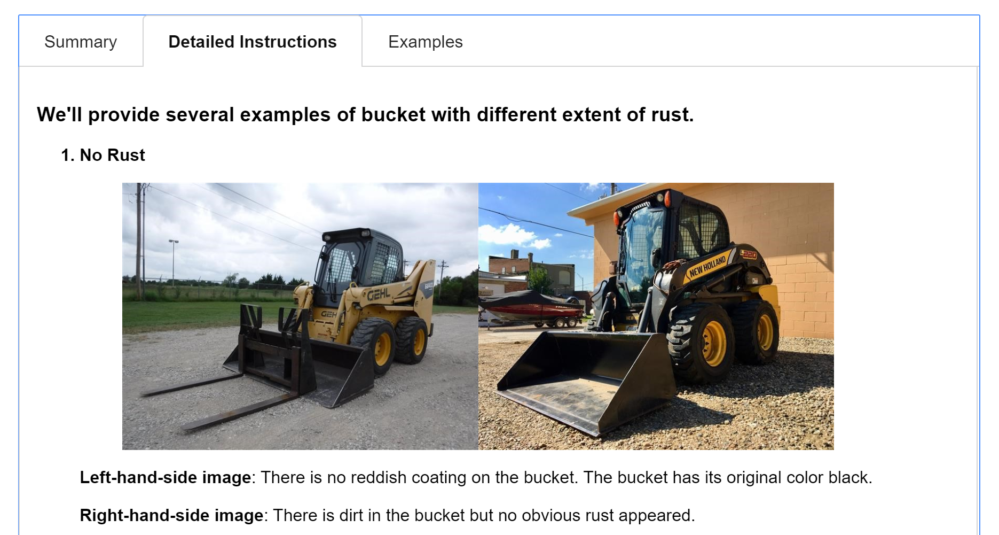 Summary
Detailed Instructions
Examples
We'll provide several examples of bucket with different extent of rust.
1. No Rust
GEHL
GEH
NEW HOLLAND
L220
NEW H
Left-hand-side image: There is no reddish coating on the bucket. The bucket has its original color black.
Right-hand-side image: There is dirt in the bucket but no obvious rust appeared.